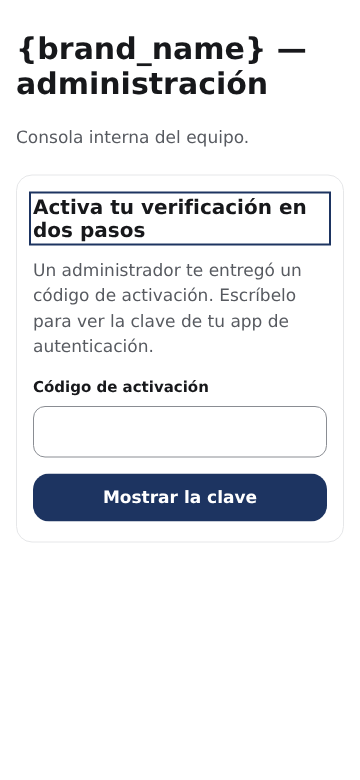 {brand_name} —
administración
Consola interna del equipo.
Activa tu verificación en
dos pasos
Un administrador te entregó un
código de activación. Escríbelo
para ver la clave de tu app de
autenticación.
Código de activación
Mostrar la clave